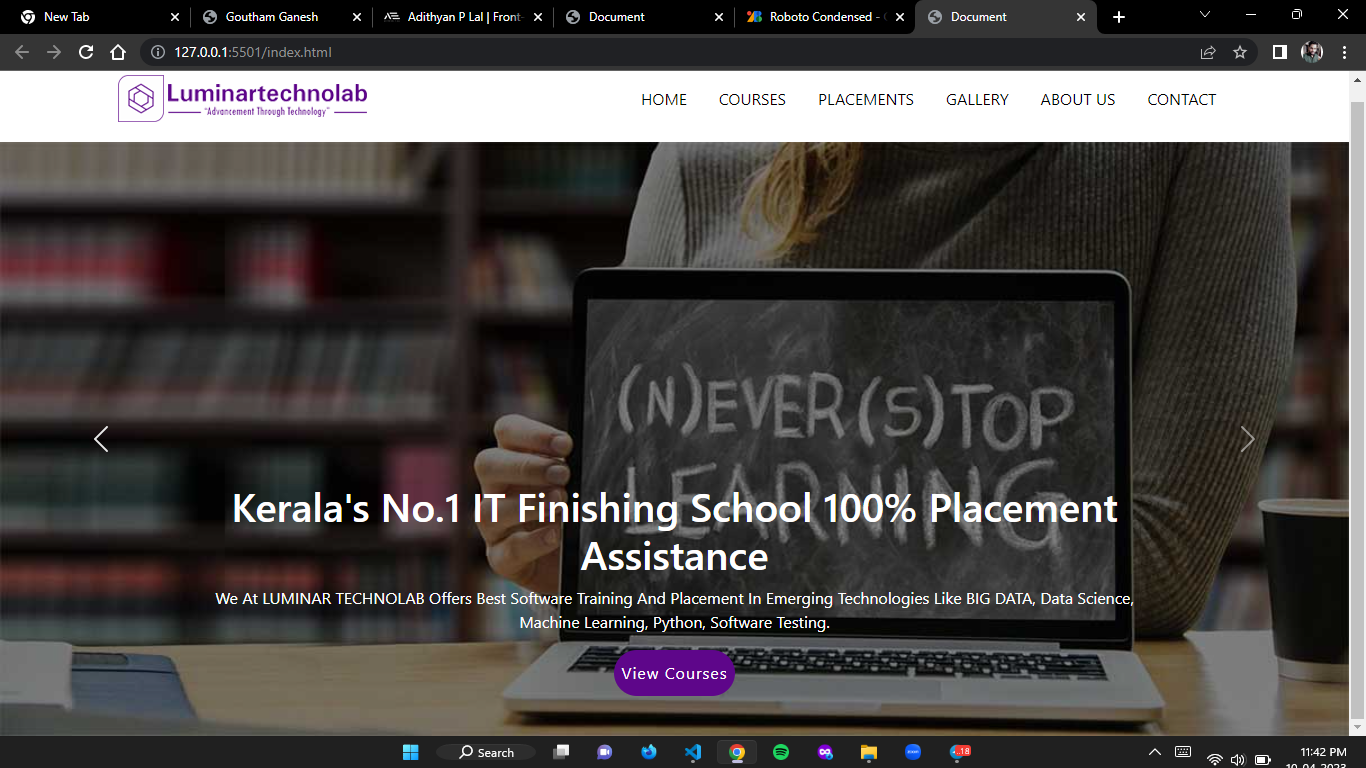 New Tab
Goutham Ganesh
Adithyan P Lal | Front-
Document
Roboto Condensed -
Document
127.0.0.1:5501/index.html
Luminartechnolab
"Advancement Through Technology"
HOME COURSES PLACEMENTS GALLERY ABOUT US CONTACT
(N)EVER (S)TOP
LEARNING
Kerala's No.1 IT Finishing School 100% Placement
Assistance
We At LUMINAR TECHNOLAB Offers Best Software Training And Placement In Emerging Technologies Like BIG DATA, Data Science,
Machine Learning, Python, Software Testing.
View Courses
Search
..18
11:42 PM
10-04-2023